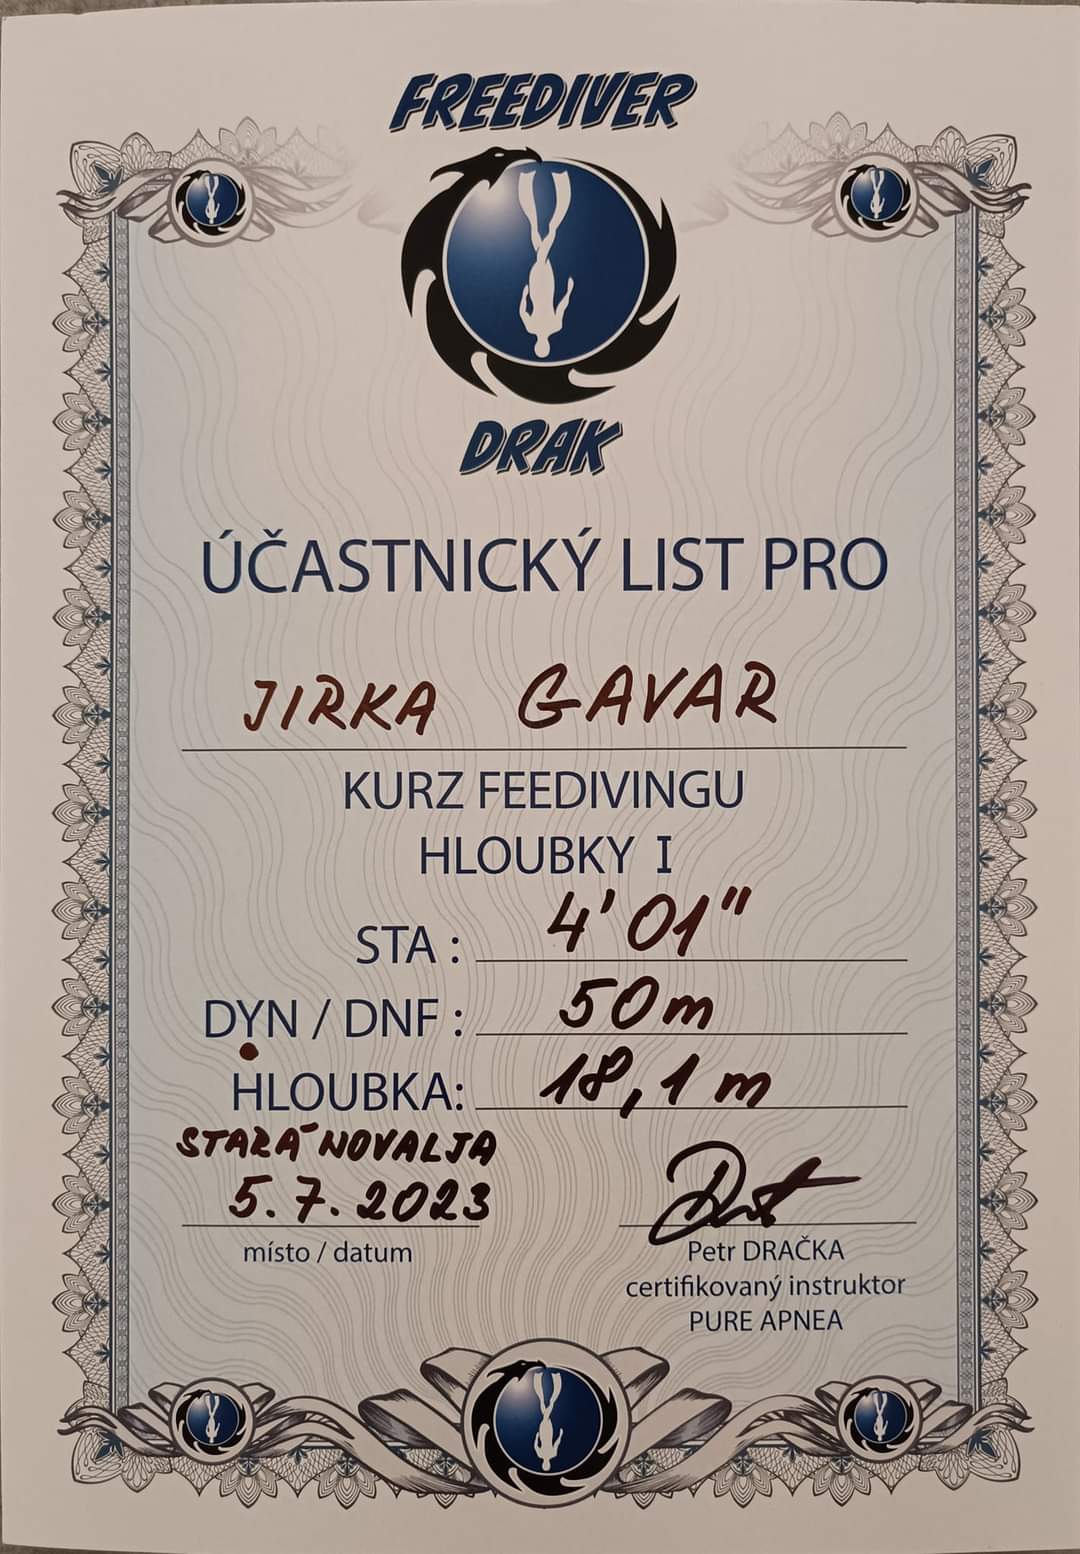 FREEDIVER
DRAK
ÚČASTNICKÝ LIST PRO
JIRKA GAVAR
KURZ FEEDIVINGU
HLOUBKY I
STA : 4' 01"
DYN / DNF : 50m
HLOUBKA: 18,1 m
STARÁ NOVALJA
5. 7. 2023
místo / datum
Petr DRAČKA
certifikovaný instruktor
PURE APNEA